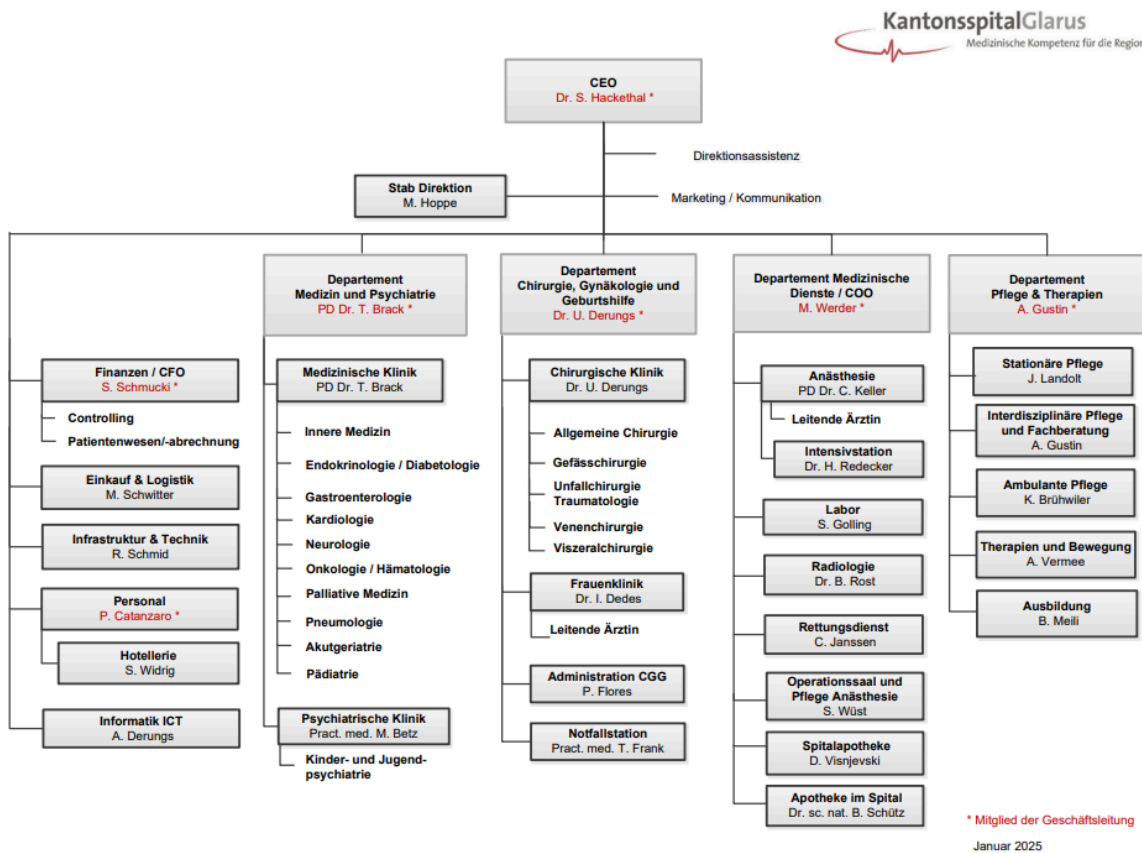 KantonsspitalGlarus
Medizinische Kompetenz für die Region
CEO
Dr. S. Hackethal *
Direktionsassistenz
Stab Direktion
M. Hoppe
Marketing / Kommunikation
Finanzen / CFO
S. Schmucki *
Controlling
Patientenwesen/-abrechnung
Einkauf & Logistik
M. Schwitter
Infrastruktur & Technik
R. Schmid
Personal
P. Catanzaro *
Hotellerie
S. Widrig
Informatik ICT
A. Derungs
Departement
Medizin und Psychiatrie
PD Dr. T. Brack *
Medizinische Klinik
PD Dr. T. Brack
Innere Medizin
Endokrinologie / Diabetologie
Gastroenterologie
Kardiologie
Neurologie
Onkologie / Hämatologie
Palliative Medizin
Pneumologie
Akutgeriatrie
Pädiatrie
Psychiatrische Klinik
Pract. med. M. Betz
Kinder- und Jugend-
psychiatrie
Departement
Chirurgie, Gynäkologie und
Geburtshilfe
Dr. U. Derungs *
Chirurgische Klinik
Dr. U. Derungs
Allgemeine Chirurgie
Gefässchirurgie
Unfallchirurgie
Traumatologie
Venenchirurgie
Viszeralchirurgie
Frauenklinik
Dr. I. Dedes
Leitende Ärztin
Administration CGG
P. Flores
Notfallstation
Pract. med. T. Frank
Departement Medizinische
Dienste / COO
M. Werder *
Anästhesie
PD Dr. C. Keller
Leitende Ärztin
Intensivstation
Dr. H. Redecker
Labor
S. Golling
Radiologie
Dr. B. Rost
Rettungsdienst
C. Janssen
Operationssaal und
Pflege Anästhesie
S. Wüst
Spitalapotheke
D. Visnjevski
Apotheke im Spital
Dr. sc. nat. B. Schütz
Departement
Pflege & Therapien
A. Gustin *
Stationäre Pflege
J. Landolt
Interdisziplinäre Pflege
und Fachberatung
A. Gustin
Ambulante Pflege
K. Brühwiler
Therapien und Bewegung
A. Vermee
Ausbildung
B. Meili
* Mitglied der Geschäftsleitung
Januar 2025